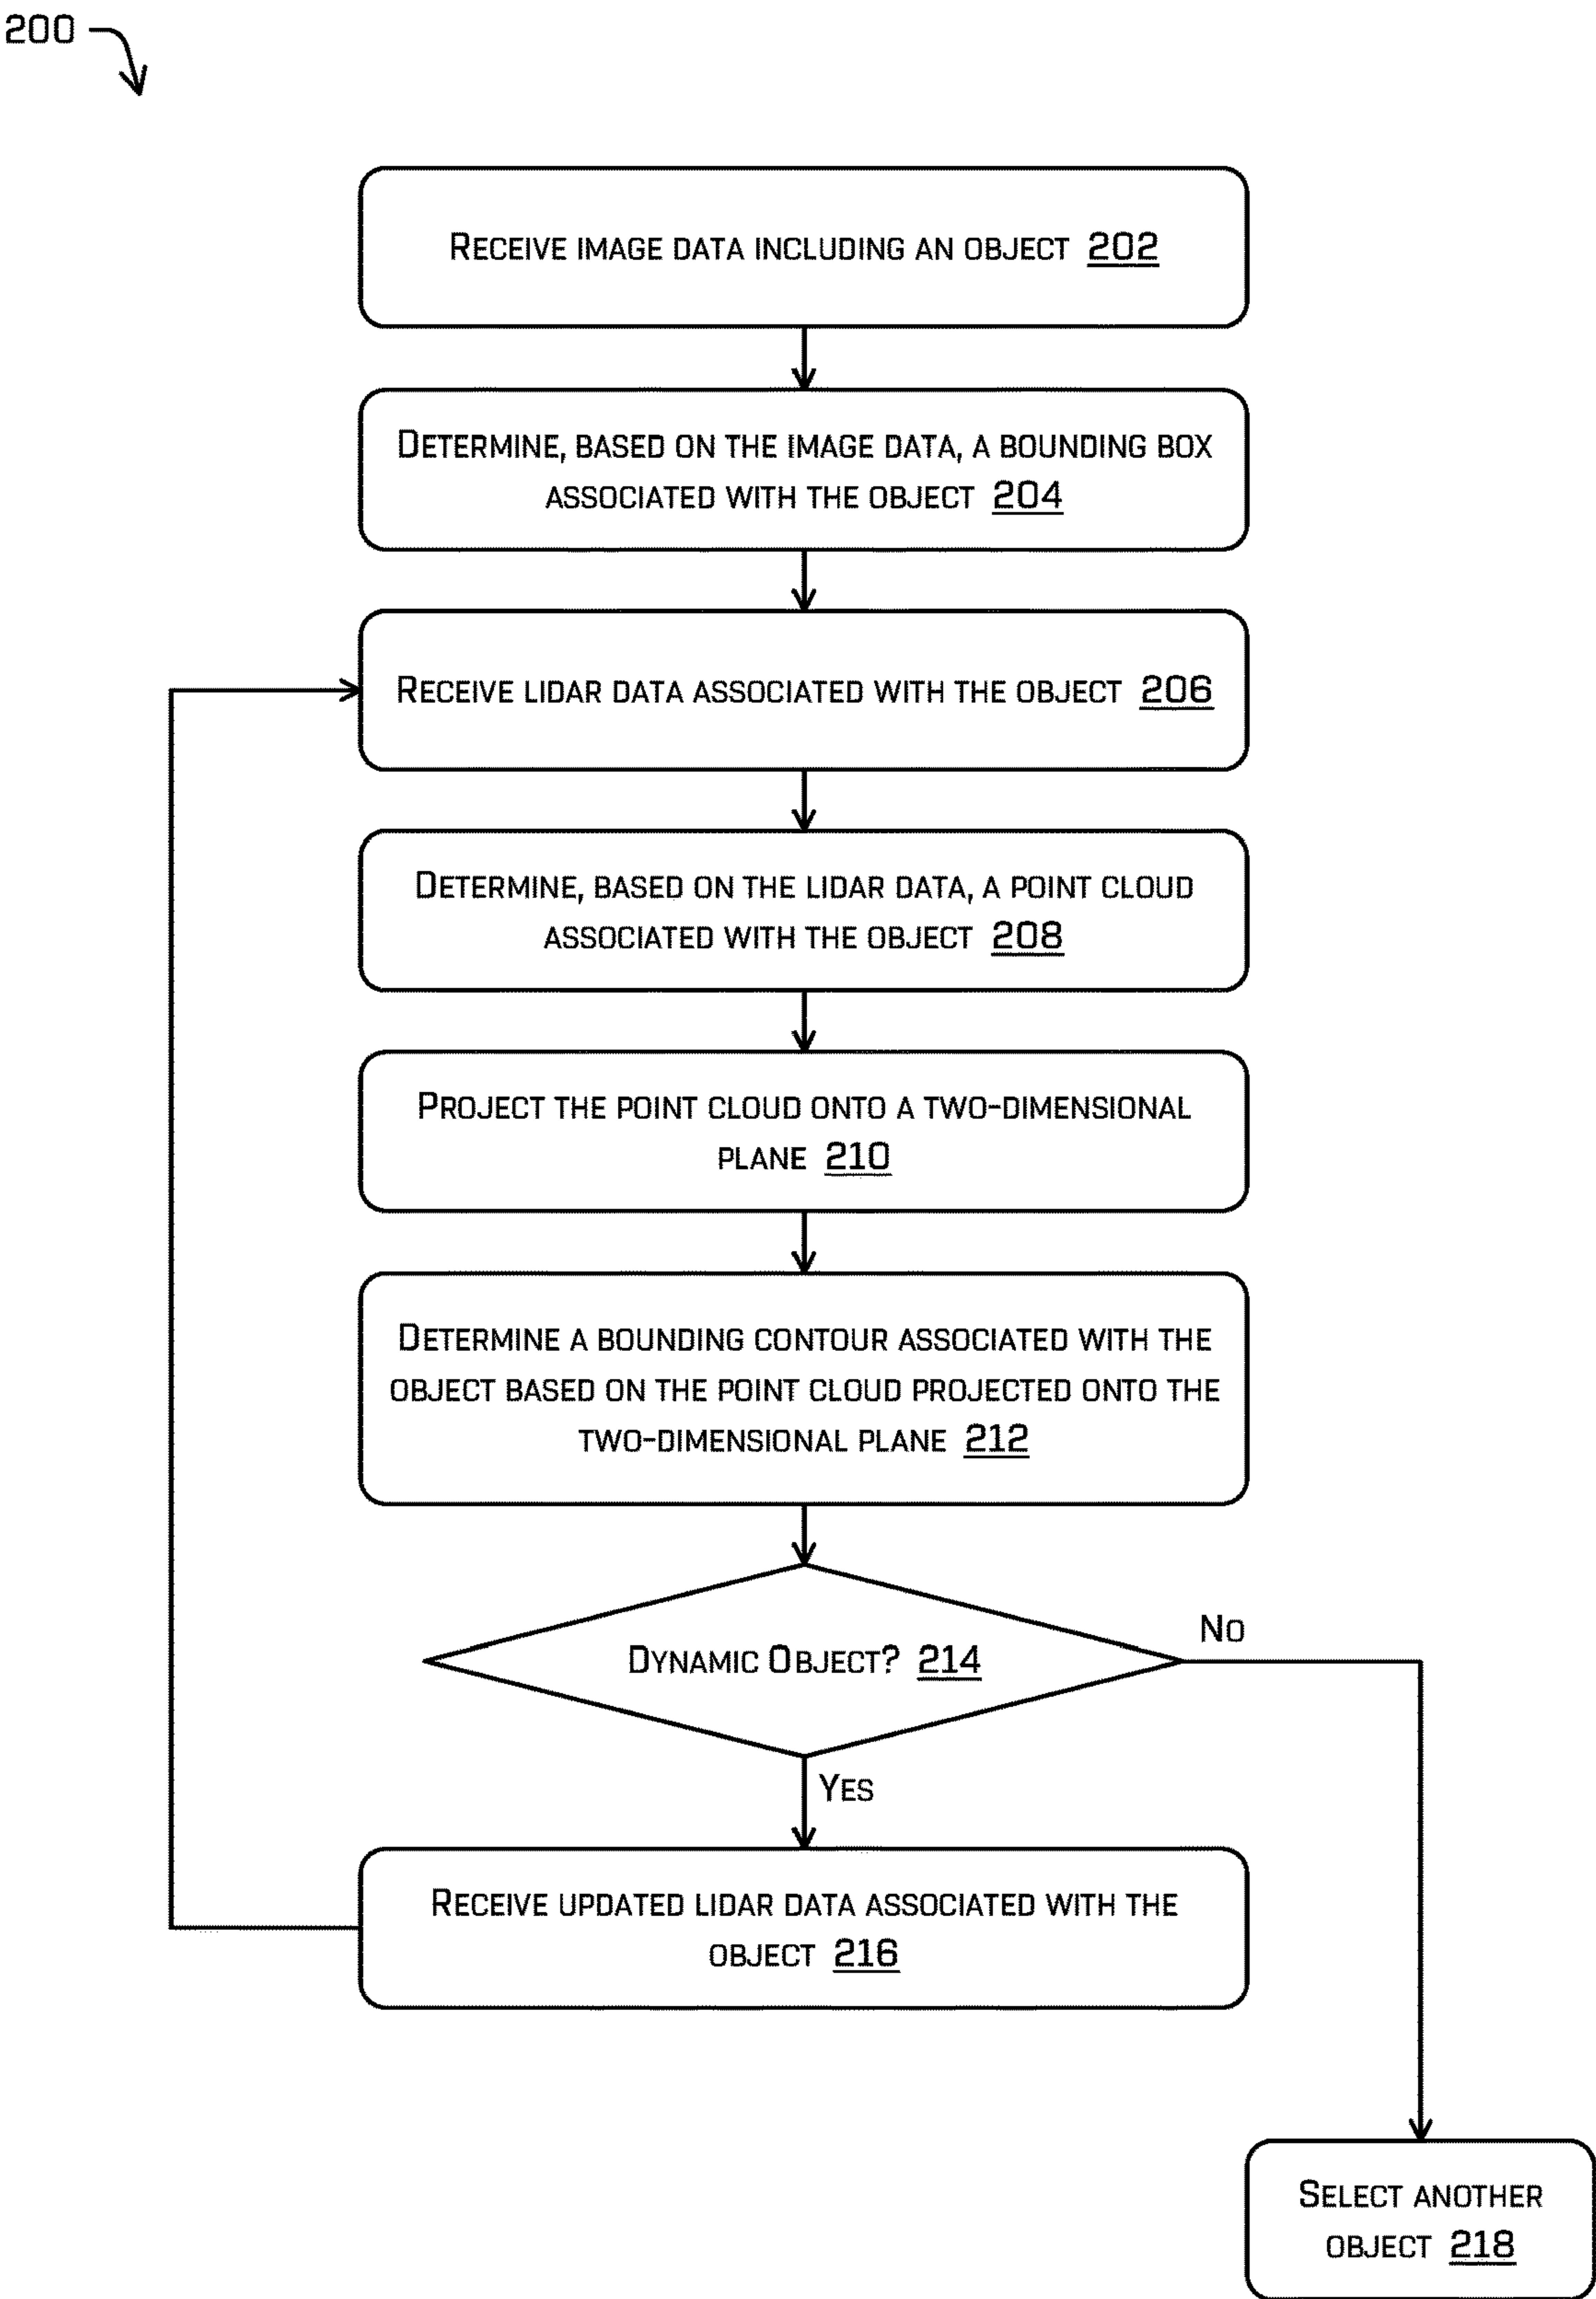 200
RECEIVE IMAGE DATA INCLUDING AN OBJECT 202
DETERMINE, BASED ON THE IMAGE DATA, A BOUNDING BOX
ASSOCIATED WITH THE OBJECT 204
RECEIVE LIDAR DATA ASSOCIATED WITH THE OBJECT 206
DETERMINE, BASED ON THE LIDAR DATA, A POINT CLOUD
ASSOCIATED WITH THE OBJECT 208
PROJECT THE POINT CLOUD ONTO A TWO-DIMENSIONAL
PLANE 210
DETERMINE A BOUNDING CONTOUR ASSOCIATED WITH THE
OBJECT BASED ON THE POINT CLOUD PROJECTED ONTO THE
TWO-DIMENSIONAL PLANE 212
DYNAMIC OBJECT? 214
NO
YES
RECEIVE UPDATED LIDAR DATA ASSOCIATED WITH THE
OBJECT 216
SELECT ANOTHER
OBJECT 218